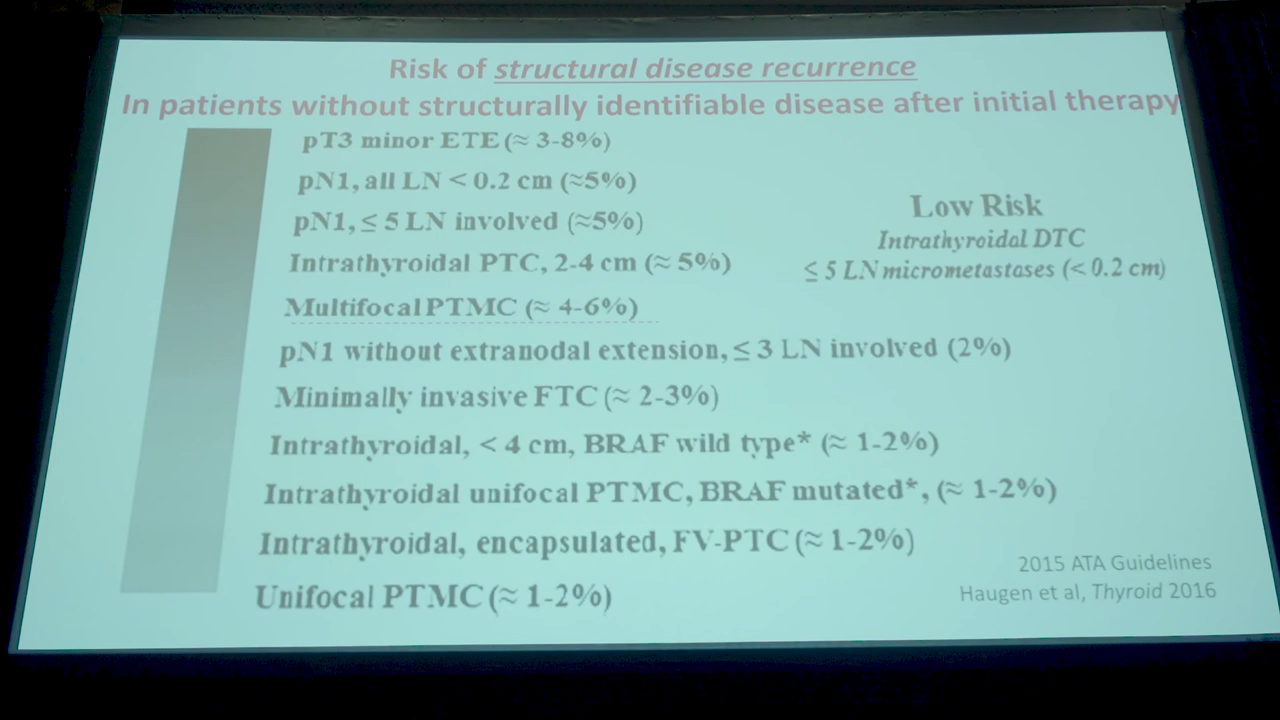 Risk of structural disease recurrence
In patients without structurally identifiable disease after initial therapy
pT3 minor ETE (≈ 3-8%)
pN1, all LN < 0.2 cm (≈5%)
pN1, ≤ 5 LN involved (≈5%)
Intrathyroidal PTC, 2-4 cm (≈ 5%)
Multifocal PTMC (≈ 4-6%)
pN1 without extranodal extension, ≤ 3 LN involved (2%)
Minimally invasive FTC (≈ 2-3%)
Intrathyroidal, < 4 cm, BRAF wild type* (≈ 1-2%)
Intrathyroidal unifocal PTMC, BRAF mutated*, (≈ 1-2%)
Intrathyroidal, encapsulated, FV-PTC (≈ 1-2%)
Unifocal PTMC (≈ 1-2%)
Low Risk
Intrathyroidal DTC
≤ 5 LN micrometastases (< 0.2 cm)
2015 ATA Guidelines
Haugen et al, Thyroid 2016